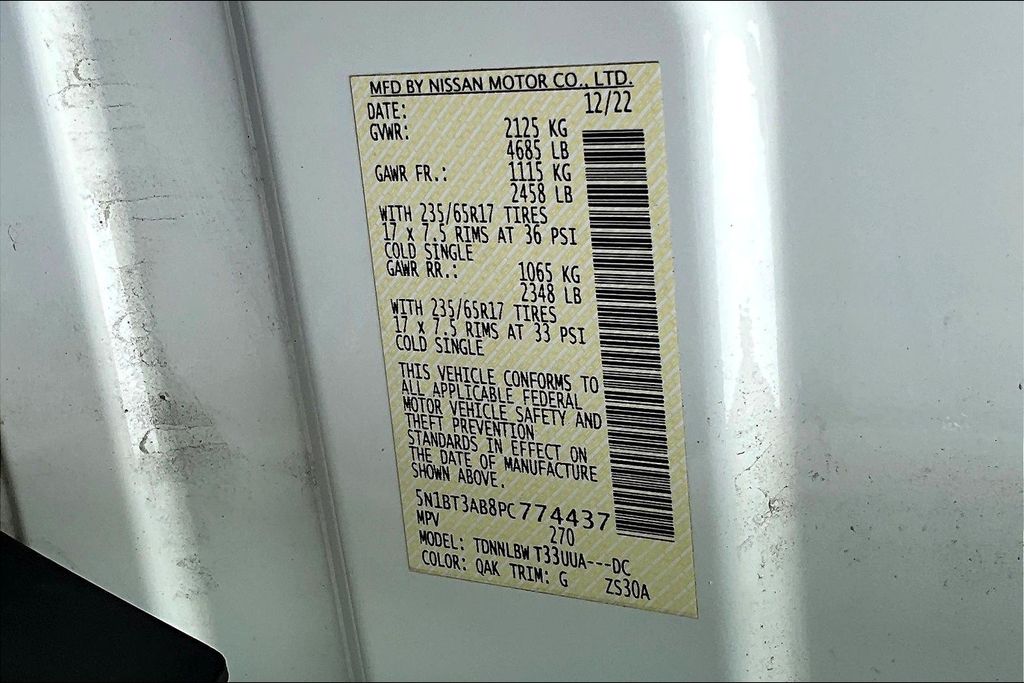 MFD BY NISSAN MOTOR CO., LTD.
DATE: 12/22
GVWR: 2125 KG
4685 LB
GAWR FR.: 1115 KG
2458 LB
WITH 235/65R17 TIRES
17 x 7.5 RIMS AT 36 PSI
COLD SINGLE
GAWR RR.: 1065 KG
2348 LB
WITH 235/65R17 TIRES
17 x 7.5 RIMS AT 33 PSI
COLD SINGLE
THIS VEHICLE CONFORMS TO
ALL APPLICABLE FEDERAL
MOTOR VEHICLE SAFETY AND
THEFT PREVENTION
STANDARDS IN EFFECT ON
THE DATE OF MANUFACTURE
SHOWN ABOVE.
5N1BT3AB8PC774437
MPV 270
MODEL: TDNNLBW T33UUA---DC
COLOR: QAK TRIM: G ZS30A